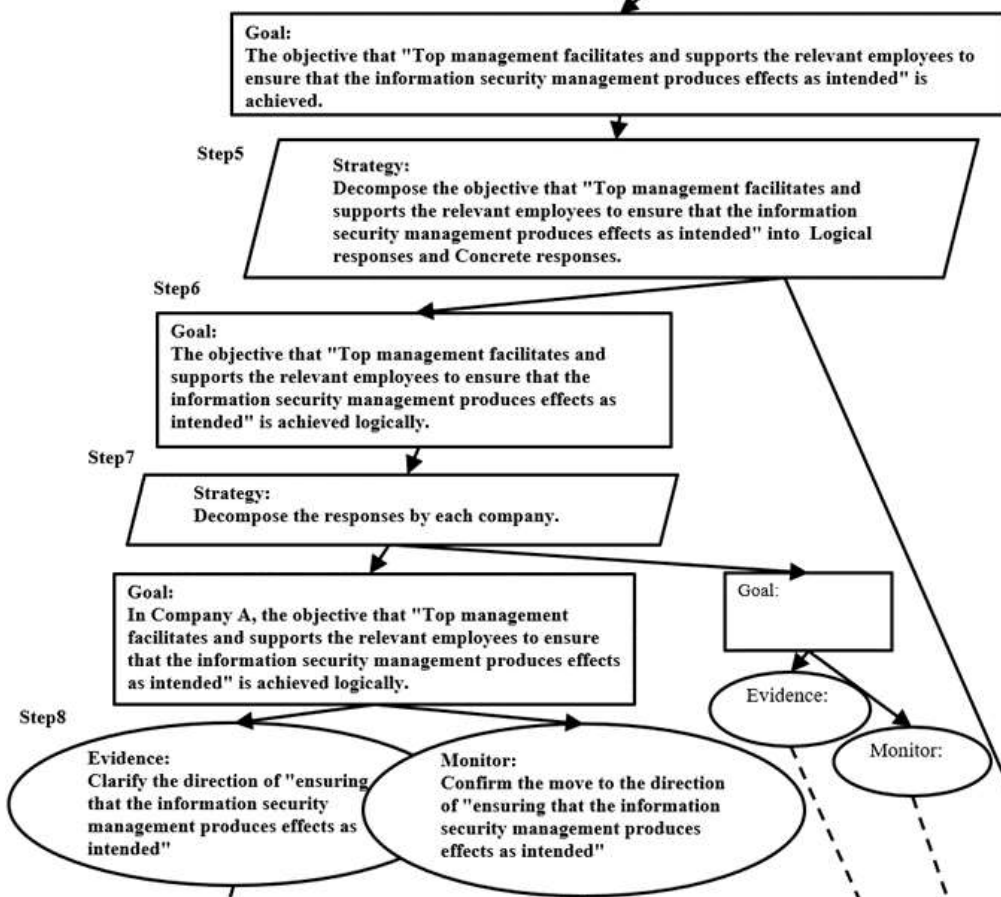 Goal:
The objective that "Top management facilitates and supports the relevant employees to
ensure that the information security management produces effects as intended" is
achieved.
Step5
Strategy:
Decompose the objective that "Top management facilitates and
supports the relevant employees to ensure that the information
security management produces effects as intended" into Logical
responses and Concrete responses.
Step6
Goal:
The objective that "Top management facilitates and
supports the relevant employees to ensure that the
information security management produces effects as
intended" is achieved logically.
Step7
Strategy:
Decompose the responses by each company.
Goal:
In Company A, the objective that "Top management
facilitates and supports the relevant employees to ensure
that the information security management produces effects
as intended" is achieved logically.
Goal:
Evidence:
Monitor:
Step8
Evidence:
Clarify the direction of "ensuring
that the information security
management produces effects as
intended"
Monitor:
Confirm the move to the direction
of "ensuring that the information
security management produces
effects as intended"